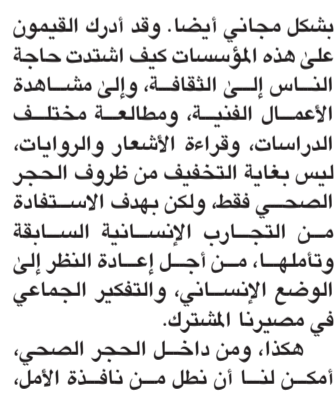 بشكل مجاني أيضا. وقد أدرك القيمون
على هذه المؤسسات كيف اشتدت حاجة
الناس إلى الثقافة، وإلى مشاهدة
الأعمال الفنية، ومطالعة مختلف
الدراسات، وقراءة الأشعار والروايات،
ليس بغاية التخفيف من ظروف الحجر
الصحي فقط، ولكن بهدف الاستفادة
من التجارب الإنسانية السابقة
وتأملها، من أجل إعادة النظر إلى
الوضع الإنساني، والتفكير الجماعي
في مصيرنا المشترك.
هكذا، ومن داخل الحجر الصحي،
أمكن لنا أن نطل من نافذة الأمل،